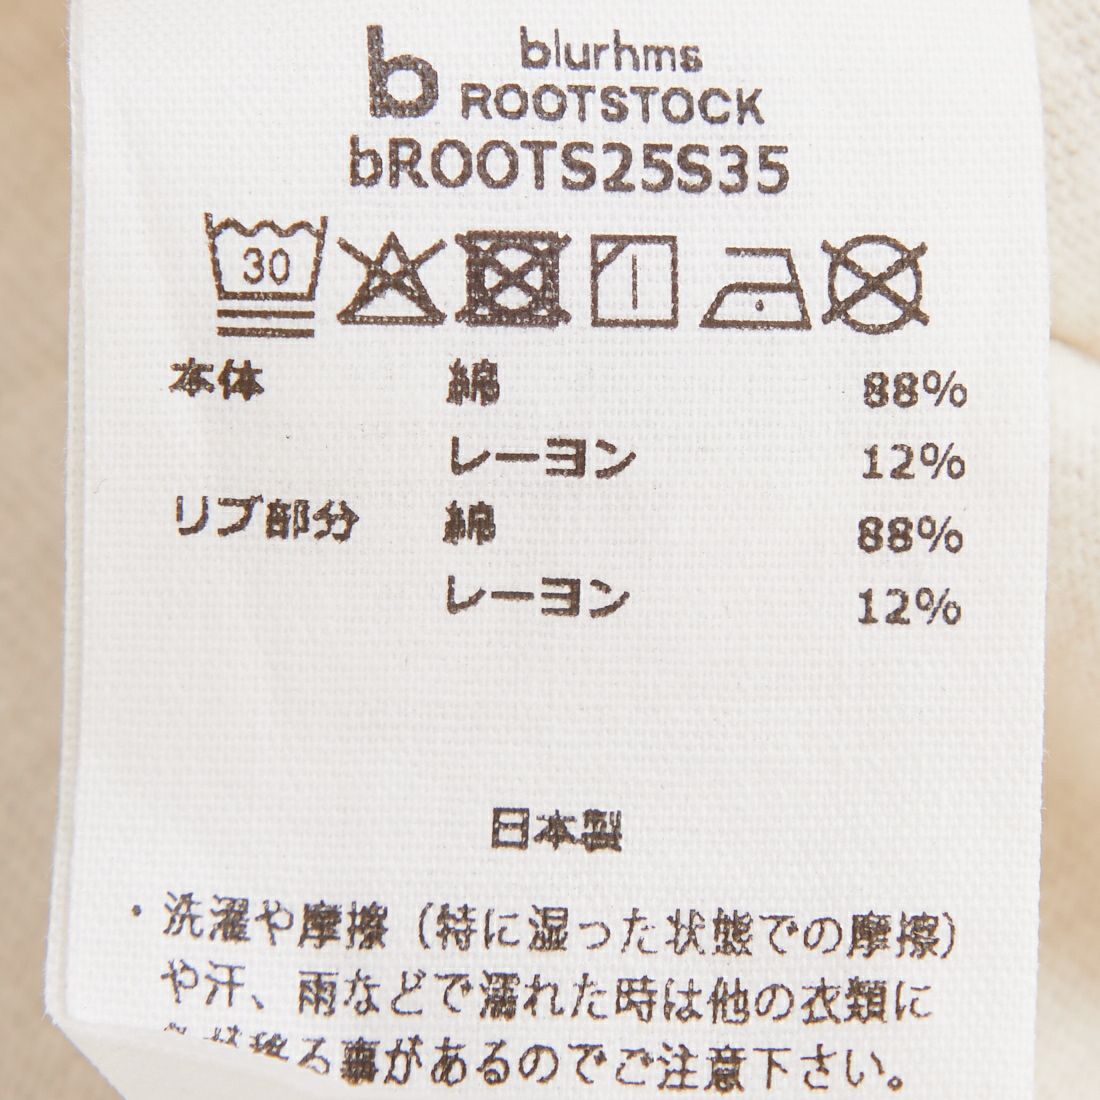 b blurhms
ROOTSTOCK
bROOTS25S35
30
本体 綿 88%
レーヨン 12%
リブ部分 綿 88%
レーヨン 12%
日本製
・洗濯や摩擦（特に湿った状態での摩擦）
や汗、雨などで濡れた時は他の衣類に
る事があるのでご注意下さい。